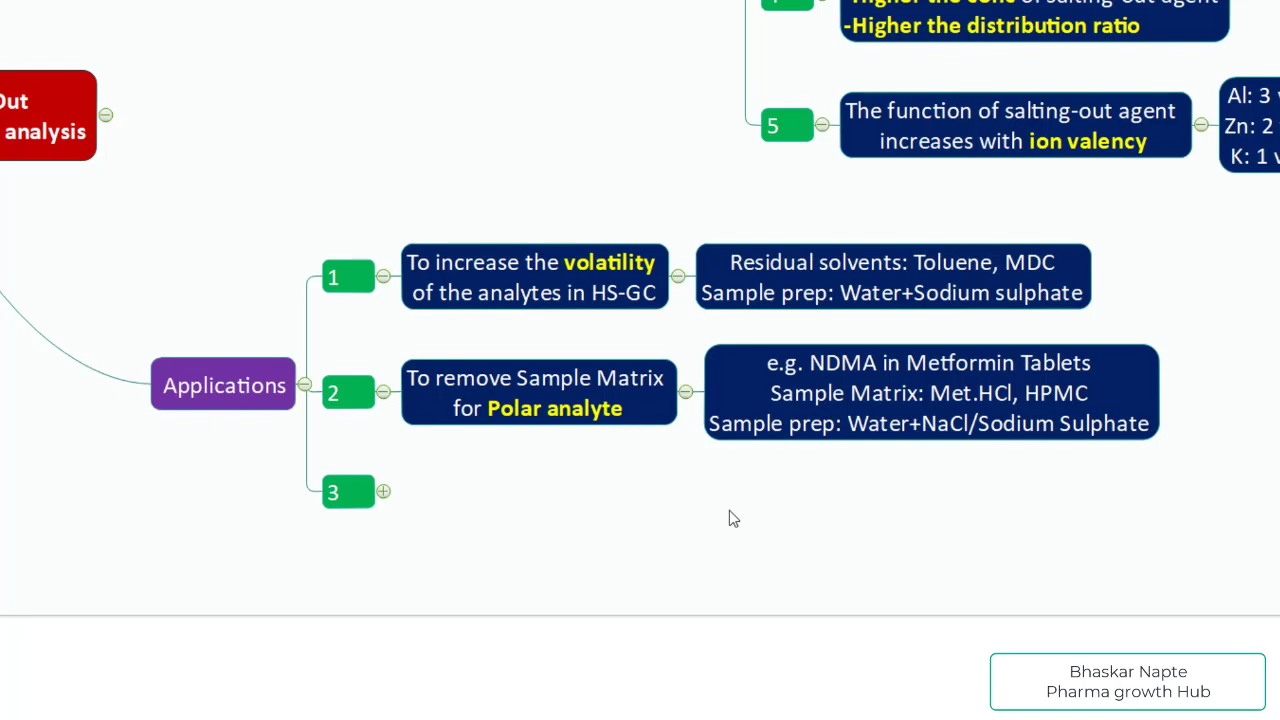 of salting-out agent
-Higher the distribution ratio
Out
analysis
5
The function of salting-out agent
increases with ion valency
Al: 3
Zn: 2
K: 1
1
To increase the volatility
of the analytes in HS-GC
Residual solvents: Toluene, MDC
Sample prep: Water+Sodium sulphate
Applications
2
To remove Sample Matrix
for Polar analyte
e.g. NDMA in Metformin Tablets
Sample Matrix: Met.HCl, HPMC
Sample prep: Water+NaCl/Sodium Sulphate
3
Bhaskar Napte
Pharma growth Hub